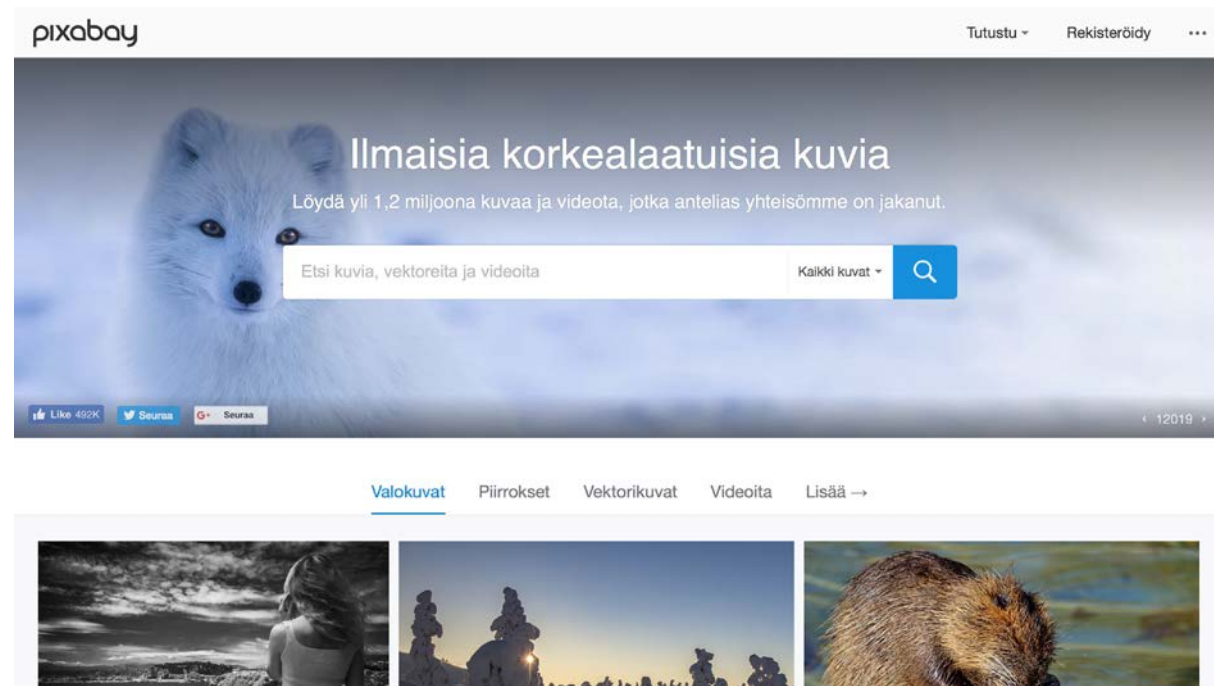 pixabay
Tutustu
Rekisteröidy
Ilmaisia korkealaatuisia kuvia
Löydä yli 1,2 miljoona kuvaa ja videota, jotka antelias yhteisömme on jakanut.
Etsi kuvia, vektoreita ja videoita
Kaikki kuvat
Like 492K
Seuraa
G+ Seuraa
‹ 12019 ›
Valokuvat
Piirrokset
Vektorikuvat
Videoita
Lisää →